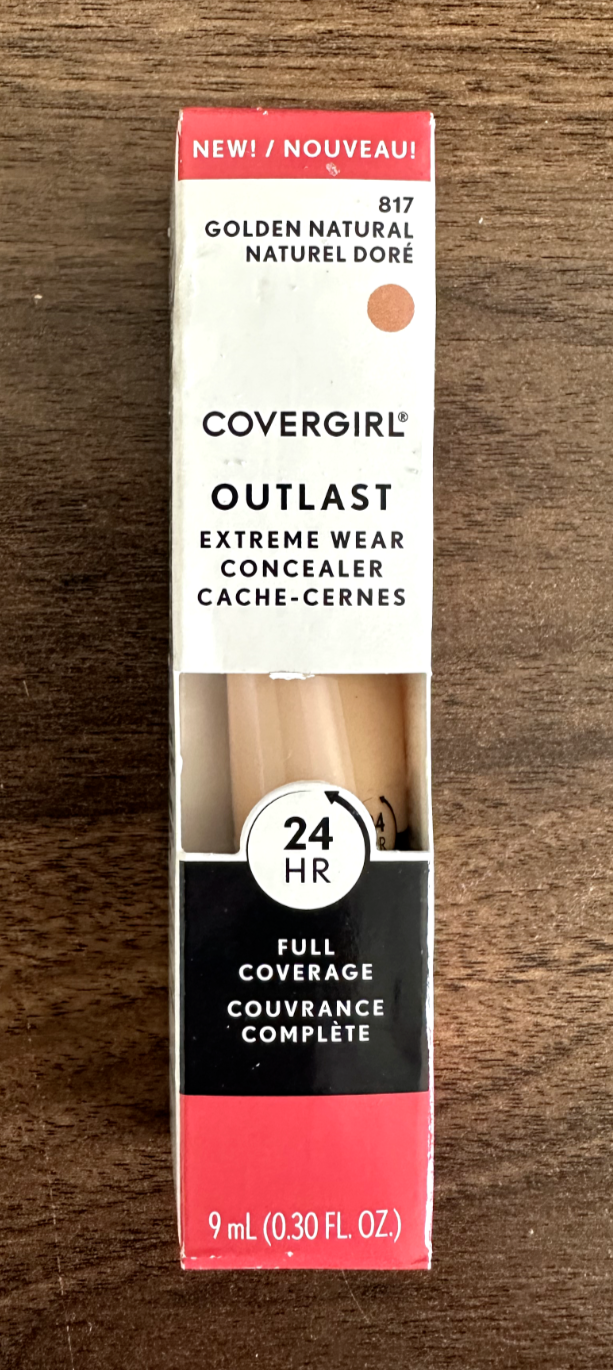 NEW! / NOUVEAU!
817
GOLDEN NATURAL
NATUREL DORÉ
COVERGIRL®
OUTLAST
EXTREME WEAR
CONCEALER
CACHE-CERNES
24
HR
FULL
COVERAGE
COUVRANCE
COMPLÈTE
9 mL (0.30 FL. OZ.)